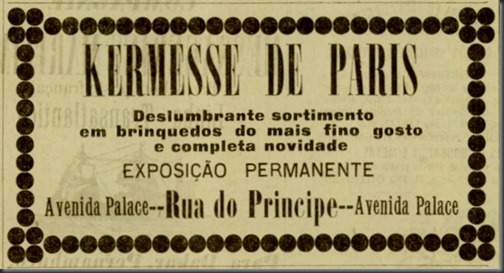 KERMESSE DE PARIS
Deslumbrante sortimento
em brinquedos do mais fino gosto
e completa novidade
EXPOSIÇÃO PERMANENTE
Avenida Palace--Rua do Principe--Avenida Palace